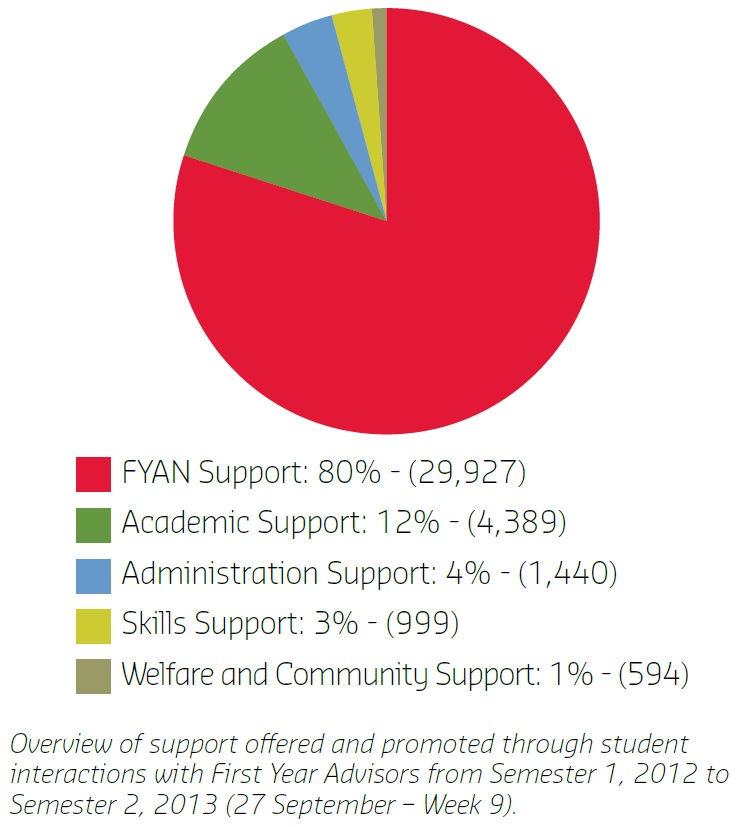 FYAN Support: 80% - (29,927)
Academic Support: 12% - (4,389)
Administration Support: 4% - (1,440)
Skills Support: 3% - (999)
Welfare and Community Support: 1% - (594)
Overview of support offered and promoted through student
interactions with First Year Advisors from Semester 1, 2012 to
Semester 2, 2013 (27 September – Week 9).